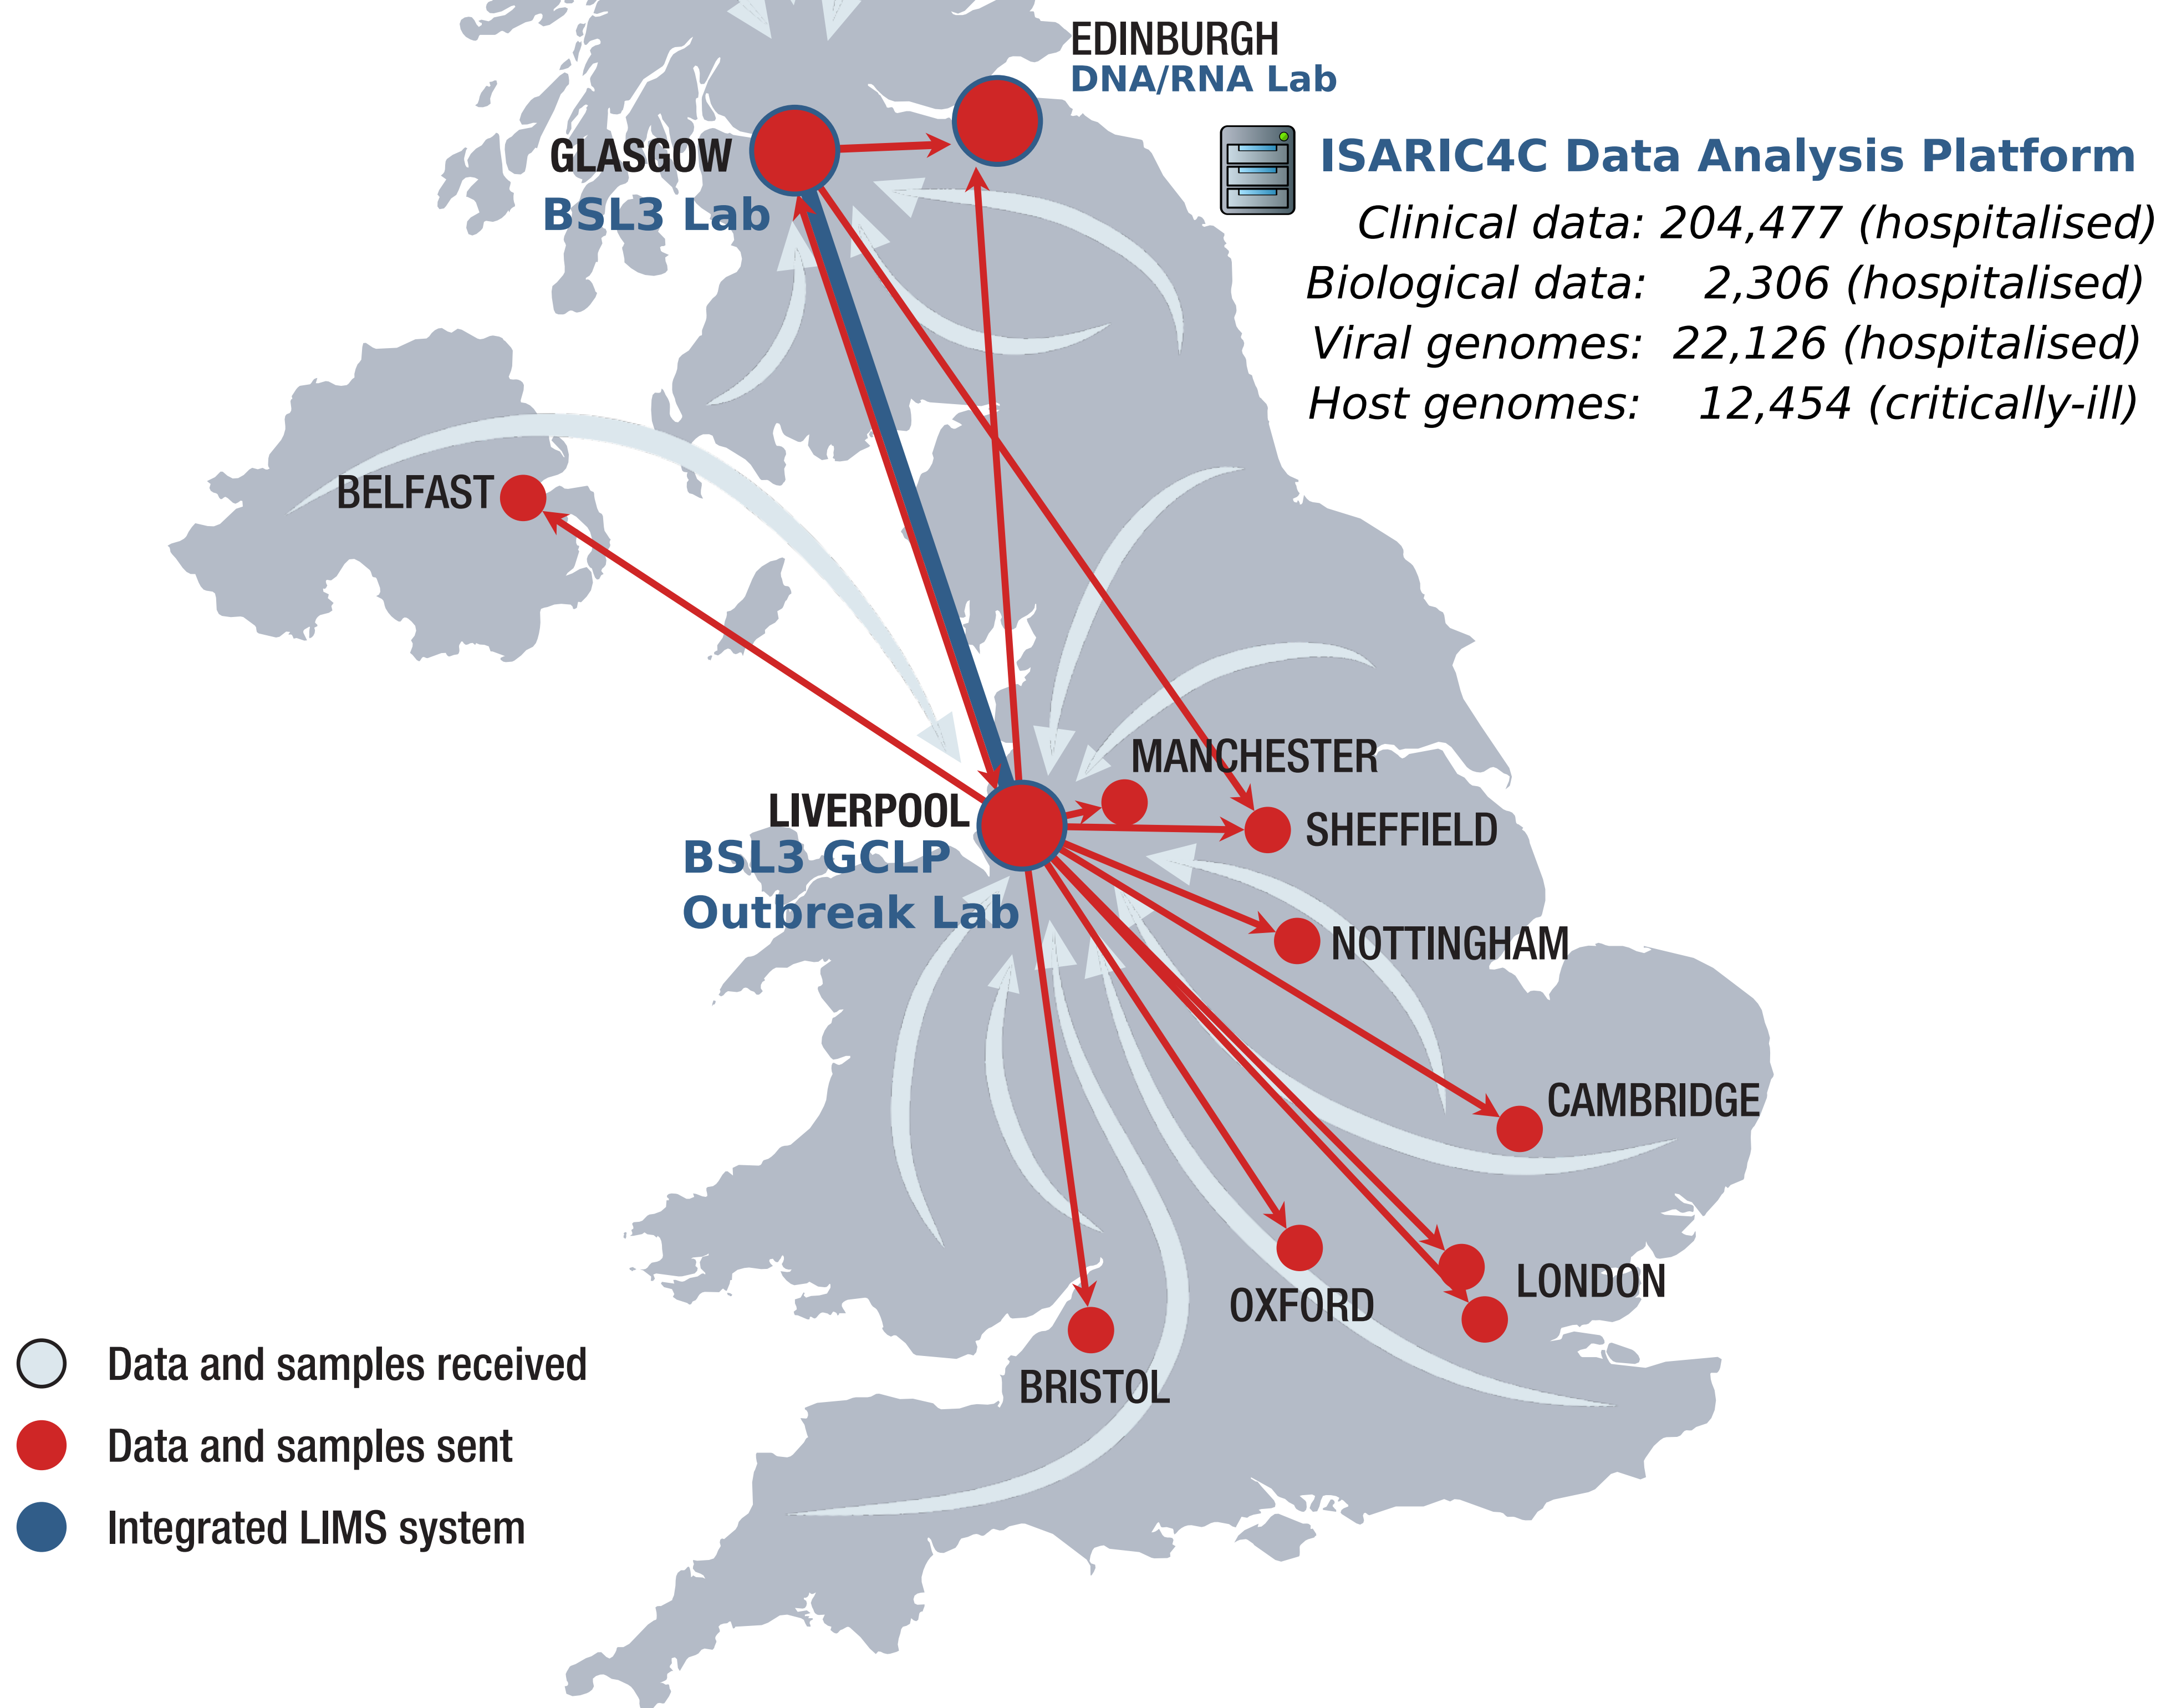 EDINBURGH
DNA/RNA Lab
GLASGOW
BSL3 Lab
ISARIC4C Data Analysis Platform
Clinical data: 204,477 (hospitalised)
Biological data: 2,306 (hospitalised)
Viral genomes: 22,126 (hospitalised)
Host genomes: 12,454 (critically-ill)
BELFAST
MANCHESTER
LIVERPOOL
BSL3 GCLP
Outbreak Lab
SHEFFIELD
NOTTINGHAM
CAMBRIDGE
LONDON
OXFORD
BRISTOL
Data and samples received
Data and samples sent
Integrated LIMS system